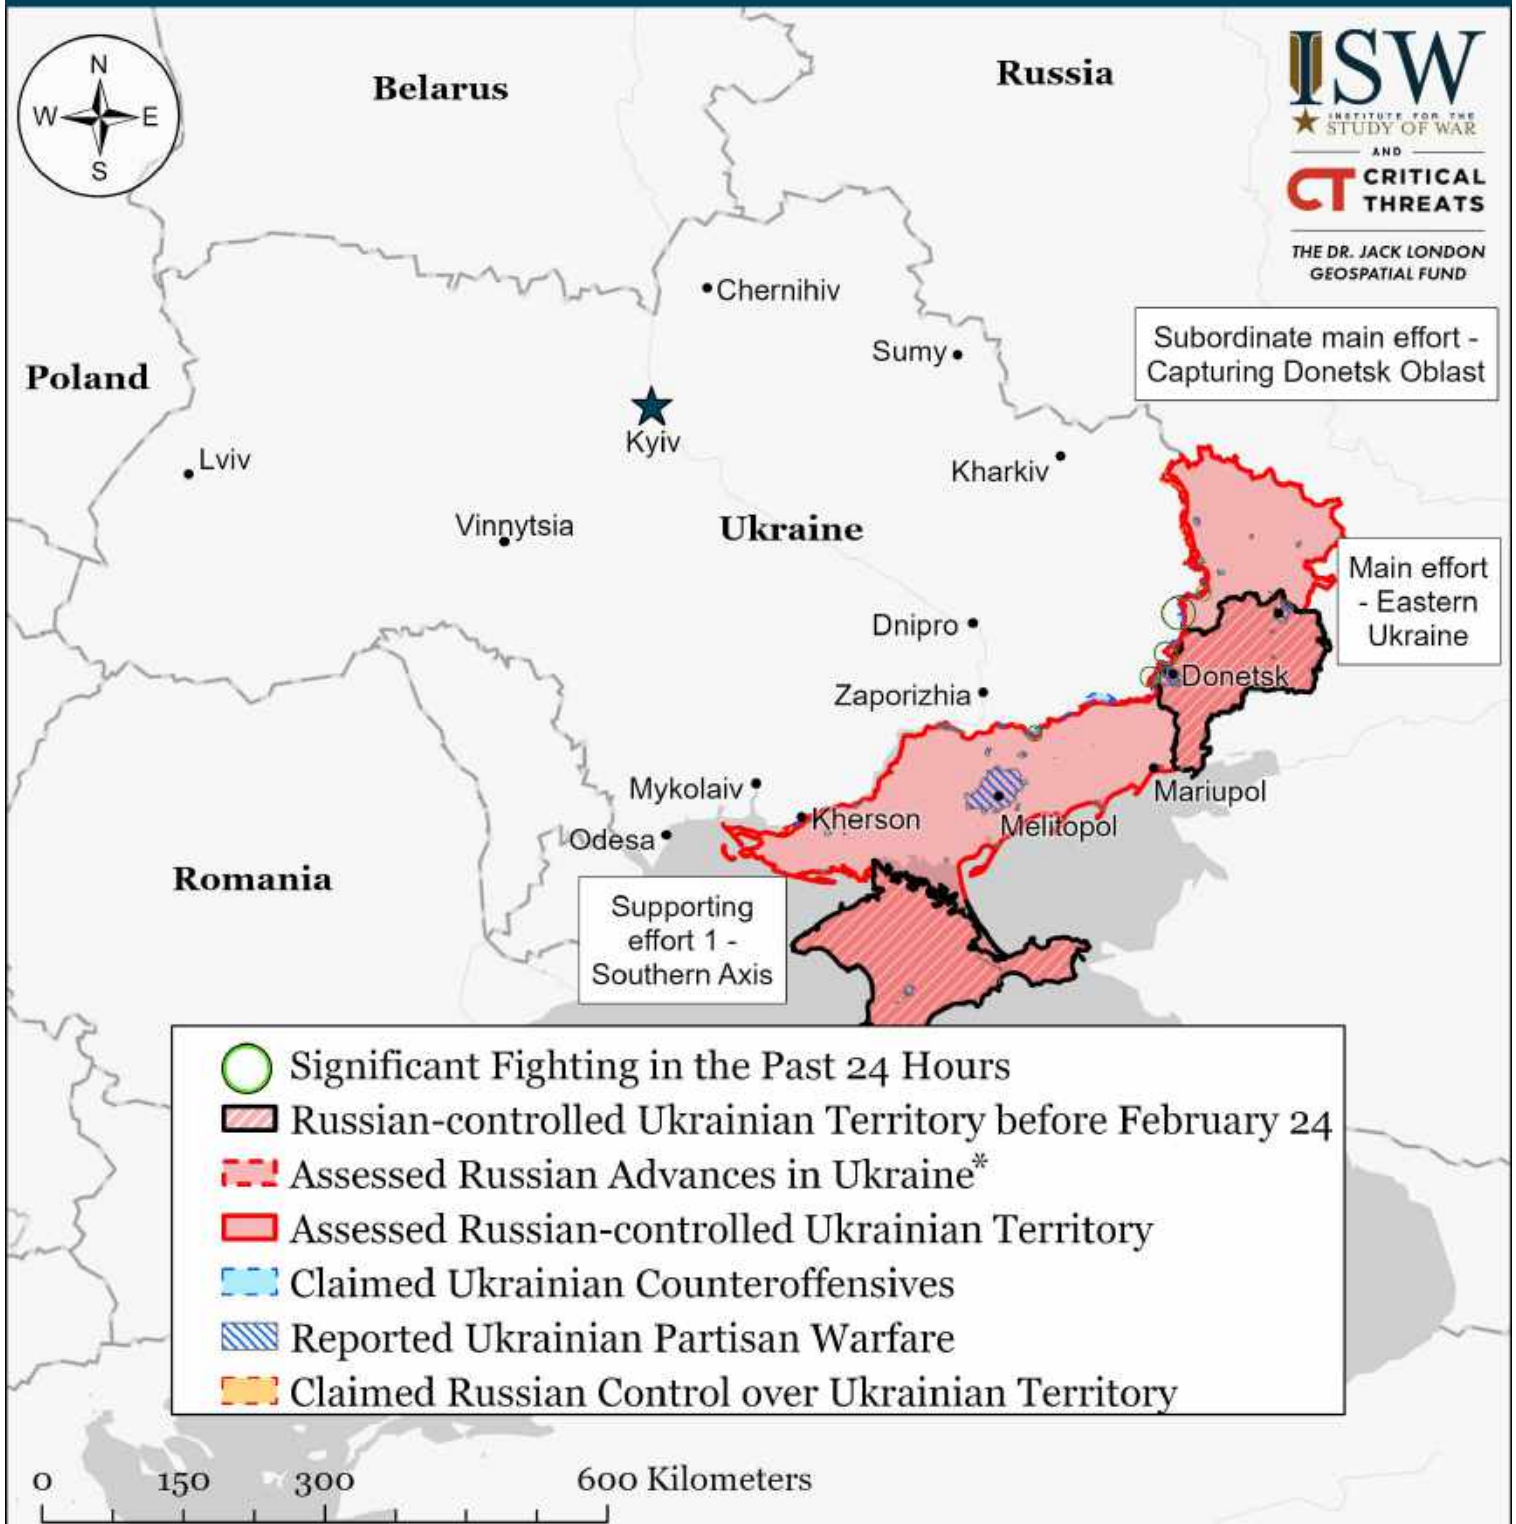 N
W
E
S
Belarus
Russia
ISW
INSTITUTE FOR THE
STUDY OF WAR
AND
CT CRITICAL
THREATS
THE DR. JACK LONDON
GEOSPATIAL FUND
Chernihiv
Subordinate main effort -
Capturing Donetsk Oblast
Sumy
Poland
Kyiv
Lviv
Kharkiv
Vinnytsia
Ukraine
Main effort
- Eastern
Ukraine
Dnipro
Donetsk
Zaporizhia
Mykolaiv
Mariupol
Kherson
Melitopol
Odesa
Romania
Supporting
effort 1 -
Southern Axis
Significant Fighting in the Past 24 Hours
Russian-controlled Ukrainian Territory before February 24
Assessed Russian Advances in Ukraine*
Assessed Russian-controlled Ukrainian Territory
Claimed Ukrainian Counteroffensives
Reported Ukrainian Partisan Warfare
Claimed Russian Control over Ukrainian Territory
0 150 300 600 Kilometers